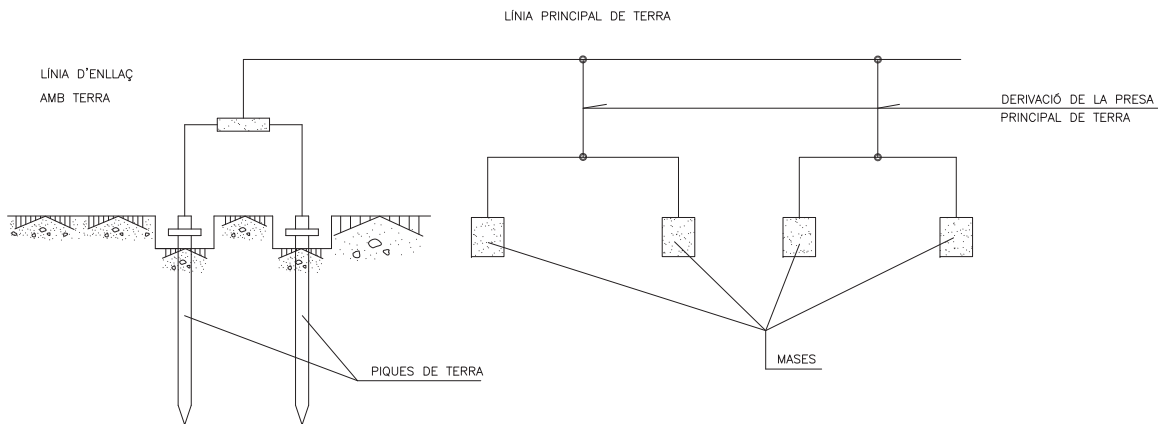 LÍNIA PRINCIPAL DE TERRA
LÍNIA D'ENLLAÇ
AMB TERRA
DERIVACIÓ DE LA PRESA
PRINCIPAL DE TERRA
MASES
PIQUES DE TERRA